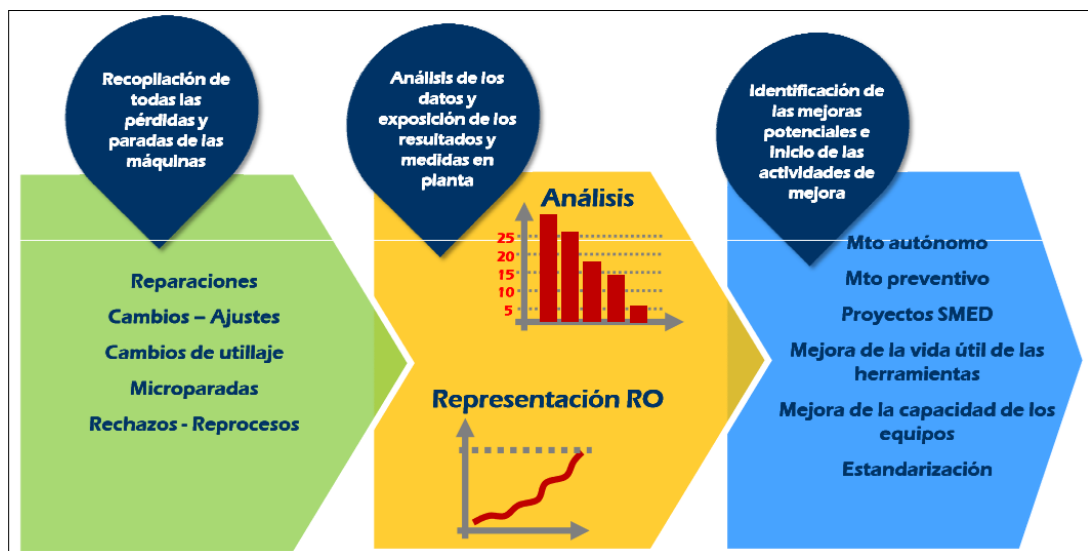 Recopilación de
todas las
pérdidas y
paradas de las
máquinas
Reparaciones
Cambios – Ajustes
Cambios de utillaje
Microparadas
Rechazos - Reprocesos
Análisis de los
datos y
exposición de los
resultados y
medidas en
planta
Análisis
25
20
15
10
5
Representación RO
Identificación de
las mejoras
potenciales e
inicio de las
actividades de
mejora
Mto autónomo
Mto preventivo
Proyectos SMED
Mejora de la vida útil de las
herramientas
Mejora de la capacidad de los
equipos
Estandarización